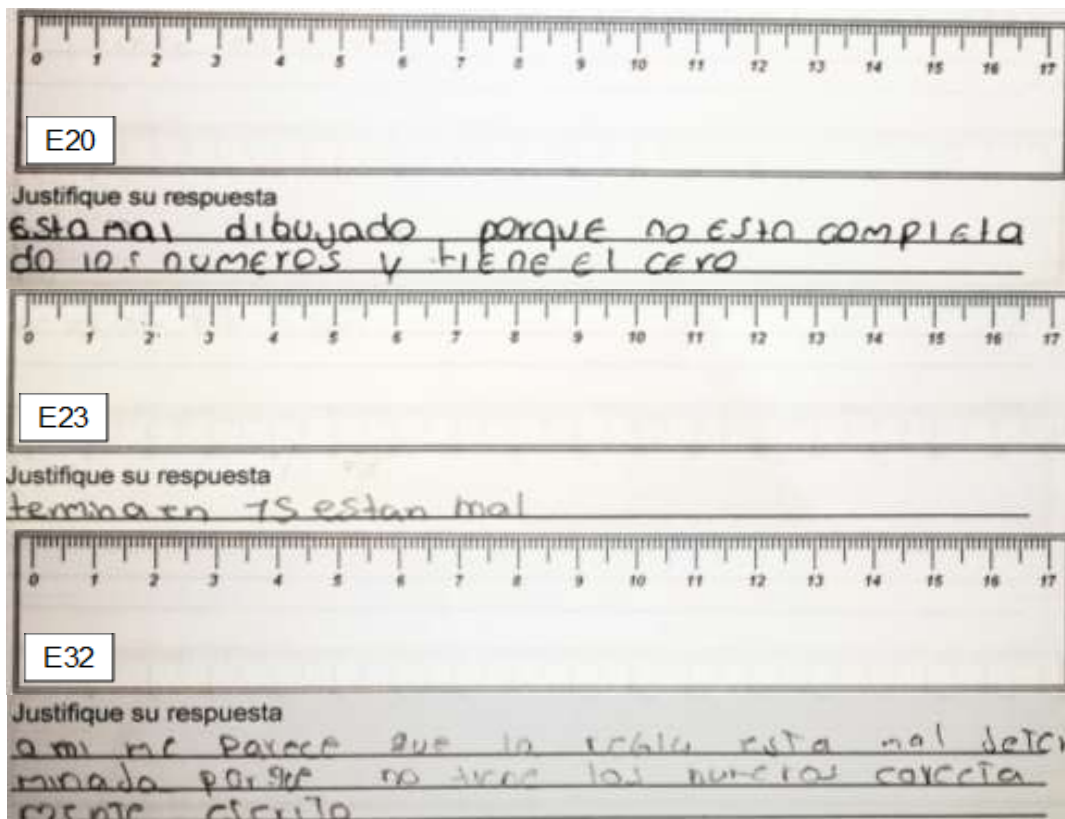 0 1 2 3 4 5 6 7 8 9 10 11 12 13 14 15 16 17
E20
Justifique su respuesta
Esta mal dibujado porque no esta completa
do los numeros y tiene el cero
0 1 2 3 4 5 6 7 8 9 10 11 12 13 14 15 16 17
E23
Justifique su respuesta
termina en 15 estan mal
0 1 2 3 4 5 6 7 8 9 10 11 12 13 14 15 16 17
E32
Justifique su respuesta
a mi me parece que la regla esta mal deter
minada porque no tiene los numeros correcta
mente escrito